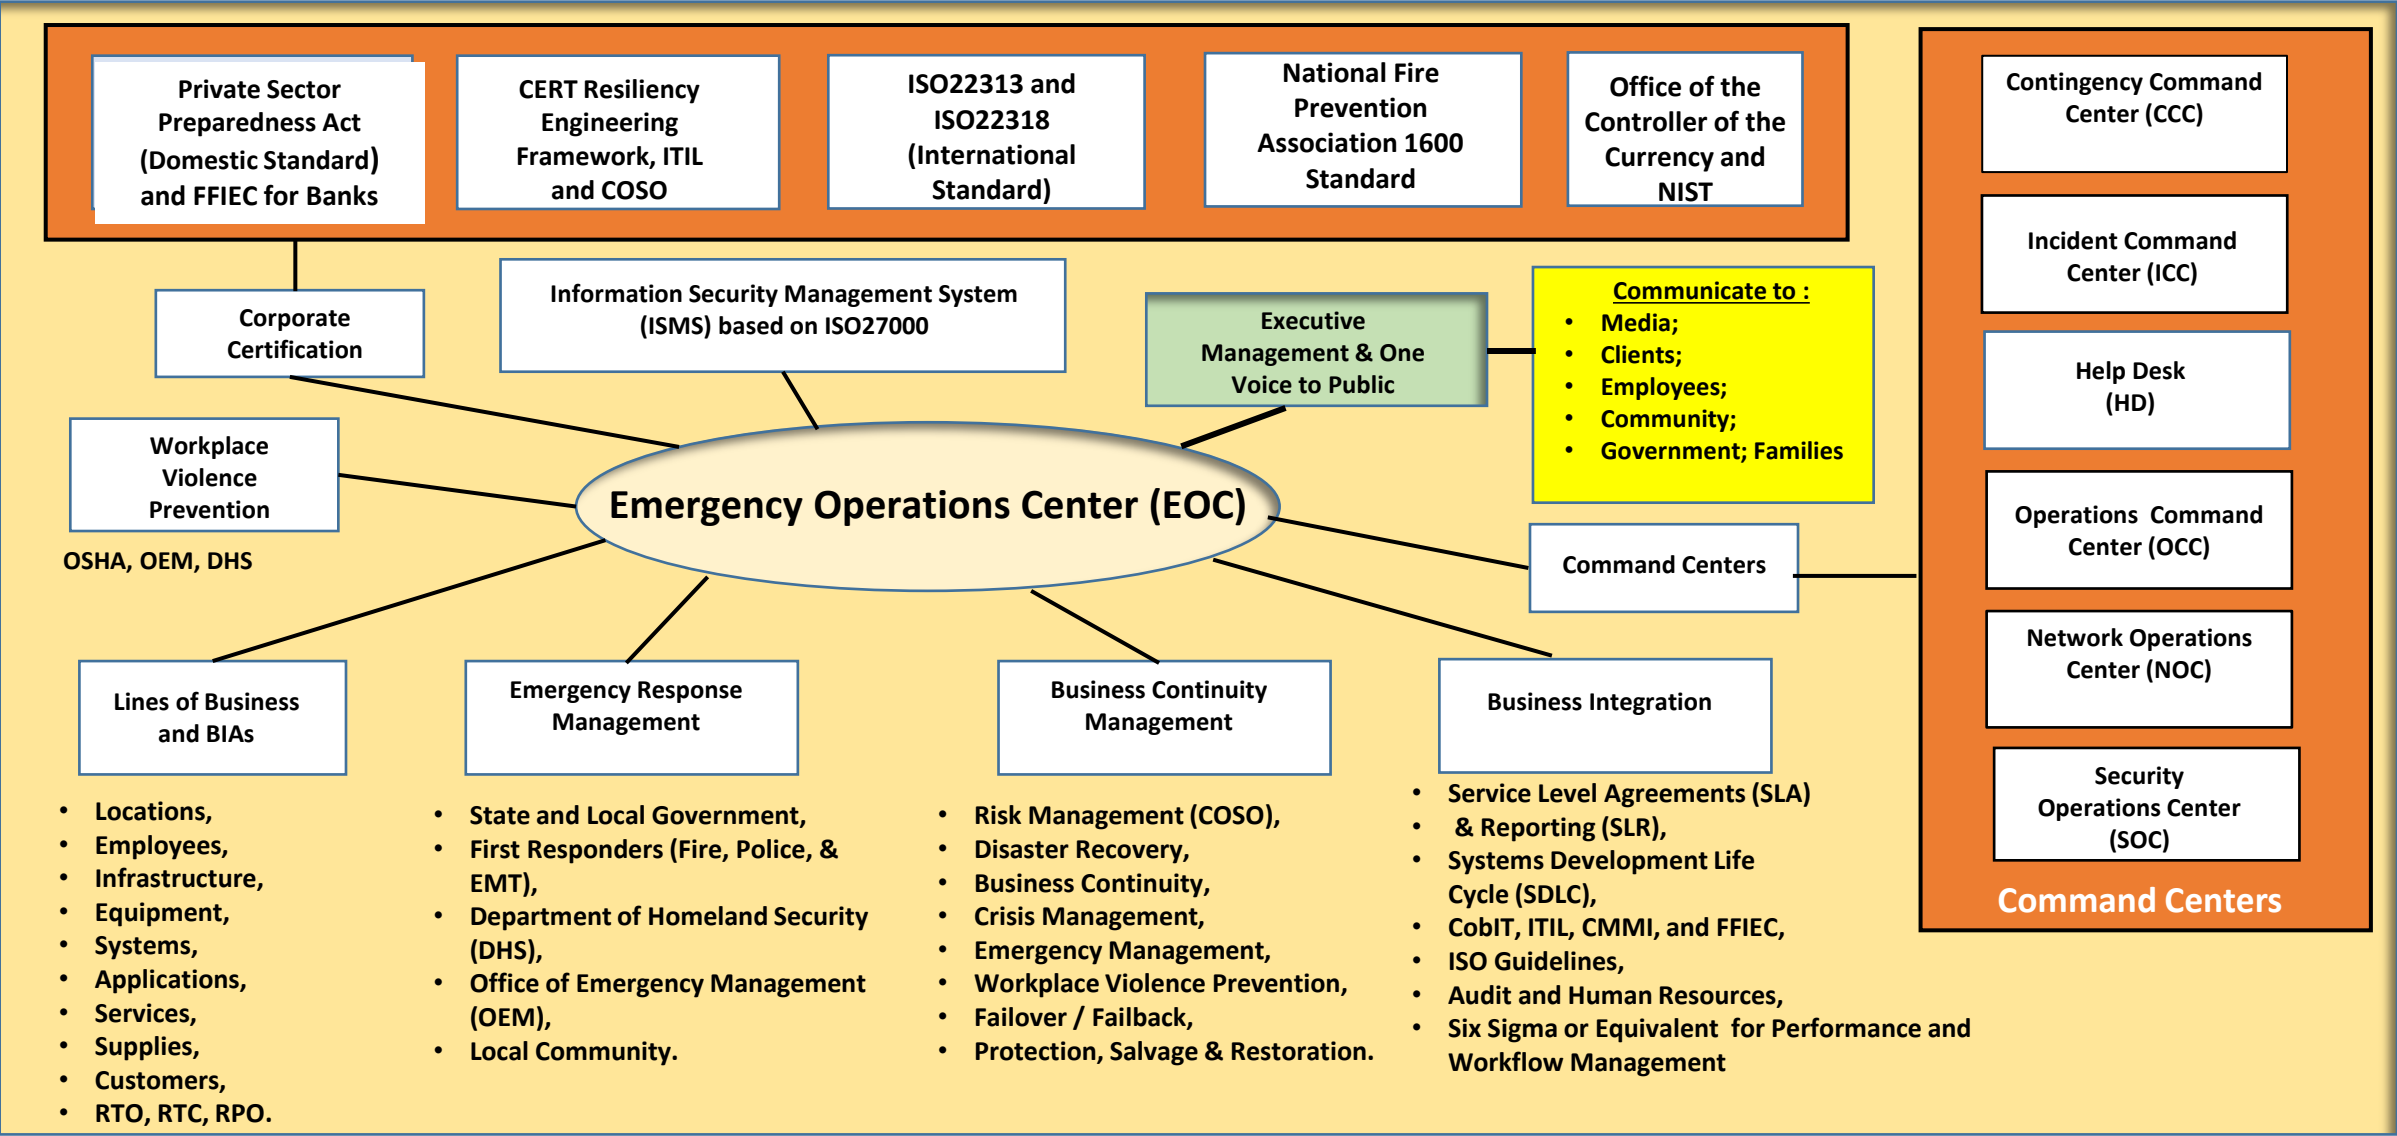 Private Sector
Preparedness Act
(Domestic Standard)
and FFIEC for Banks
CERT Resiliency
Engineering
Framework, ITIL
and COSO
ISO22313 and
ISO22318
(International
Standard)
National Fire
Prevention
Association 1600
Standard
Office of the
Controller of the
Currency and
NIST
Contingency Command
Center (CCC)
Incident Command
Center (ICC)
Help Desk
(HD)
Operations  Command
Center (OCC)
Network Operations
Center (NOC)
Security
Operations Center
(SOC)
Command Centers
Corporate
Certification
Information Security Management System
(ISMS) based on ISO27000
Executive
Management & One
Voice to Public
Communicate to :
• Media;
• Clients;
• Employees;
• Community;
• Government; Families
Workplace
Violence
Prevention
OSHA, OEM, DHS
Emergency Operations Center (EOC)
Command Centers
Lines of Business
and BIAs
• Locations,
• Employees,
• Infrastructure,
• Equipment,
• Systems,
• Applications,
• Services,
• Supplies,
• Customers,
• RTO, RTC, RPO.
Emergency Response
Management
• State and Local Government,
• First Responders (Fire, Police, &
EMT),
• Department of Homeland Security
(DHS),
• Office of Emergency Management
(OEM),
• Local Community.
Business Continuity
Management
• Risk Management (COSO),
• Disaster Recovery,
• Business Continuity,
• Crisis Management,
• Emergency Management,
• Workplace Violence Prevention,
• Failover / Failback,
• Protection, Salvage & Restoration.
Business Integration
• Service Level Agreements (SLA)
• & Reporting (SLR),
• Systems Development Life
Cycle (SDLC),
• CobIT, ITIL, CMMI, and FFIEC,
• ISO Guidelines,
• Audit and Human Resources,
• Six Sigma or Equivalent  for Performance and
Workflow Management